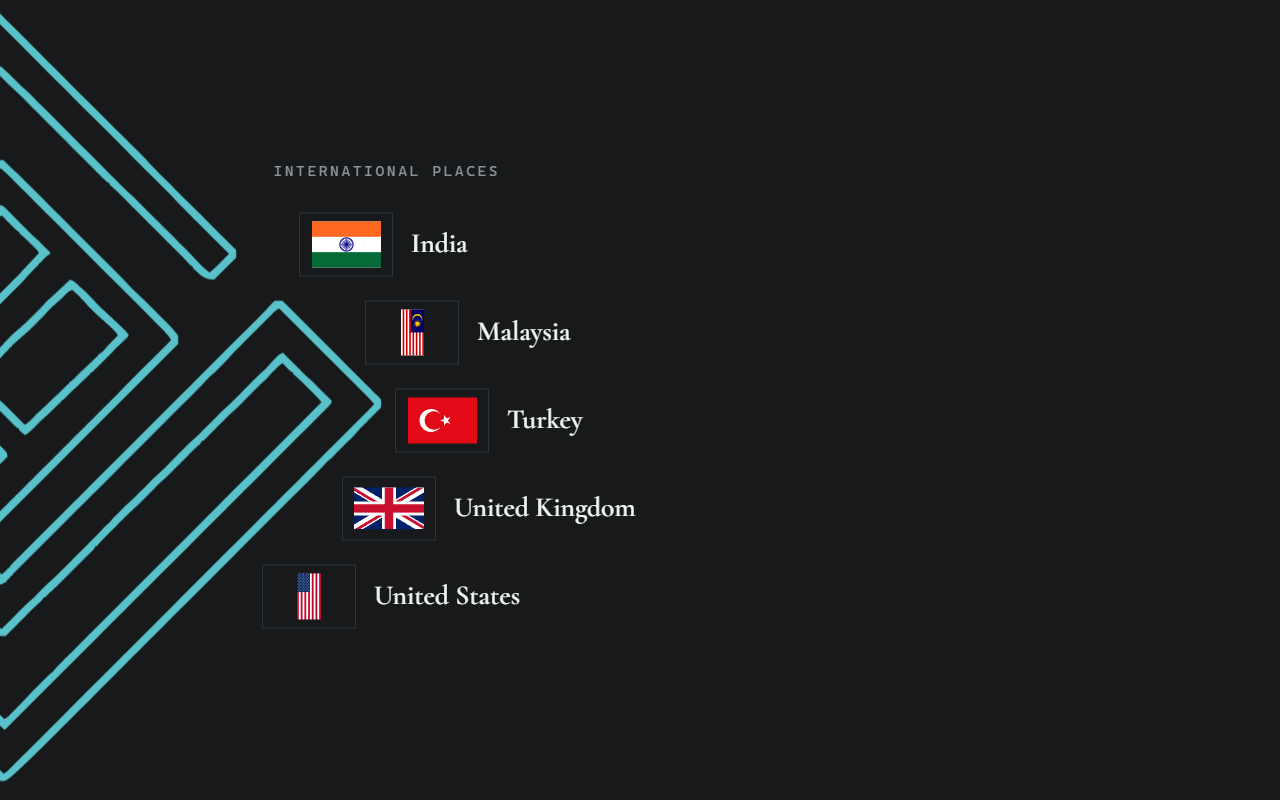 INTERNATIONAL PLACES
India
Malaysia
Turkey
United Kingdom
United States